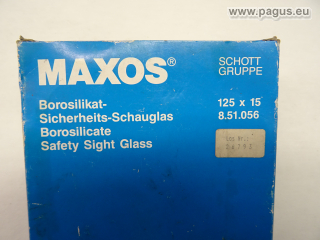 www.pagus.eu
MAXOS®
SCHOTT
GRUPPE
Borosilikat-
Sicherheits-Schauglas
Borosilicate
Safety Sight Glass
125 x 15
8.51.056